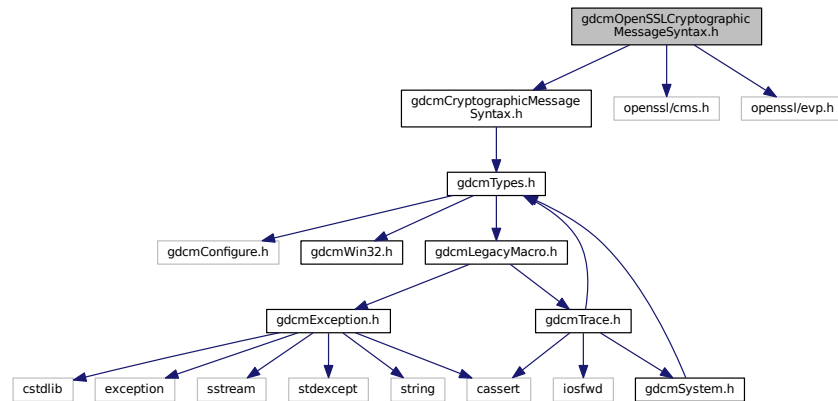 gdcmOpenSSLCryptographic
MessageSyntax.h
gdcmCryptographicMessage
Syntax.h
openssl/cms.h
openssl/evp.h
gdcmTypes.h
gdcmConfigure.h
gdcmWin32.h
gdcmLegacyMacro.h
gdcmException.h
gdcmTrace.h
cstdlib
exception
sstream
stdexcept
string
cassert
iosfwd
gdcmSystem.h